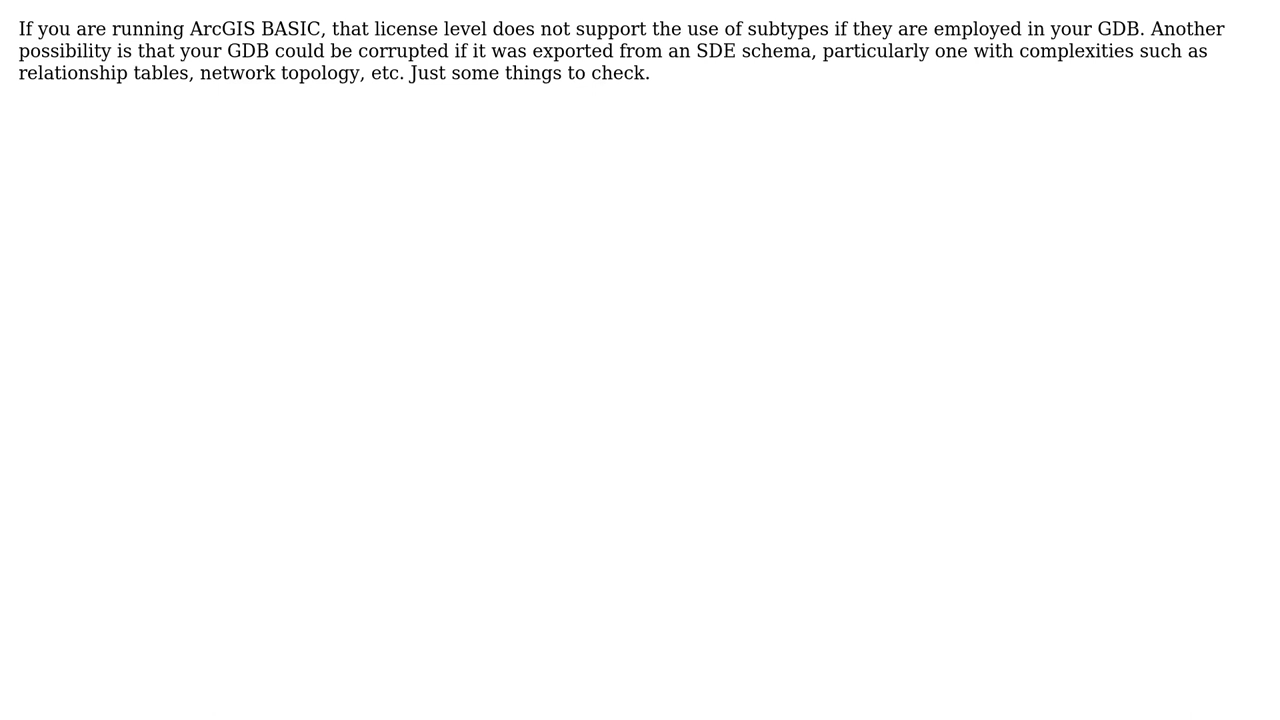 If you are running ArcGIS BASIC, that license level does not support the use of subtypes if they are employed in your GDB. Another
possibility is that your GDB could be corrupted if it was exported from an SDE schema, particularly one with complexities such as
relationship tables, network topology, etc. Just some things to check.